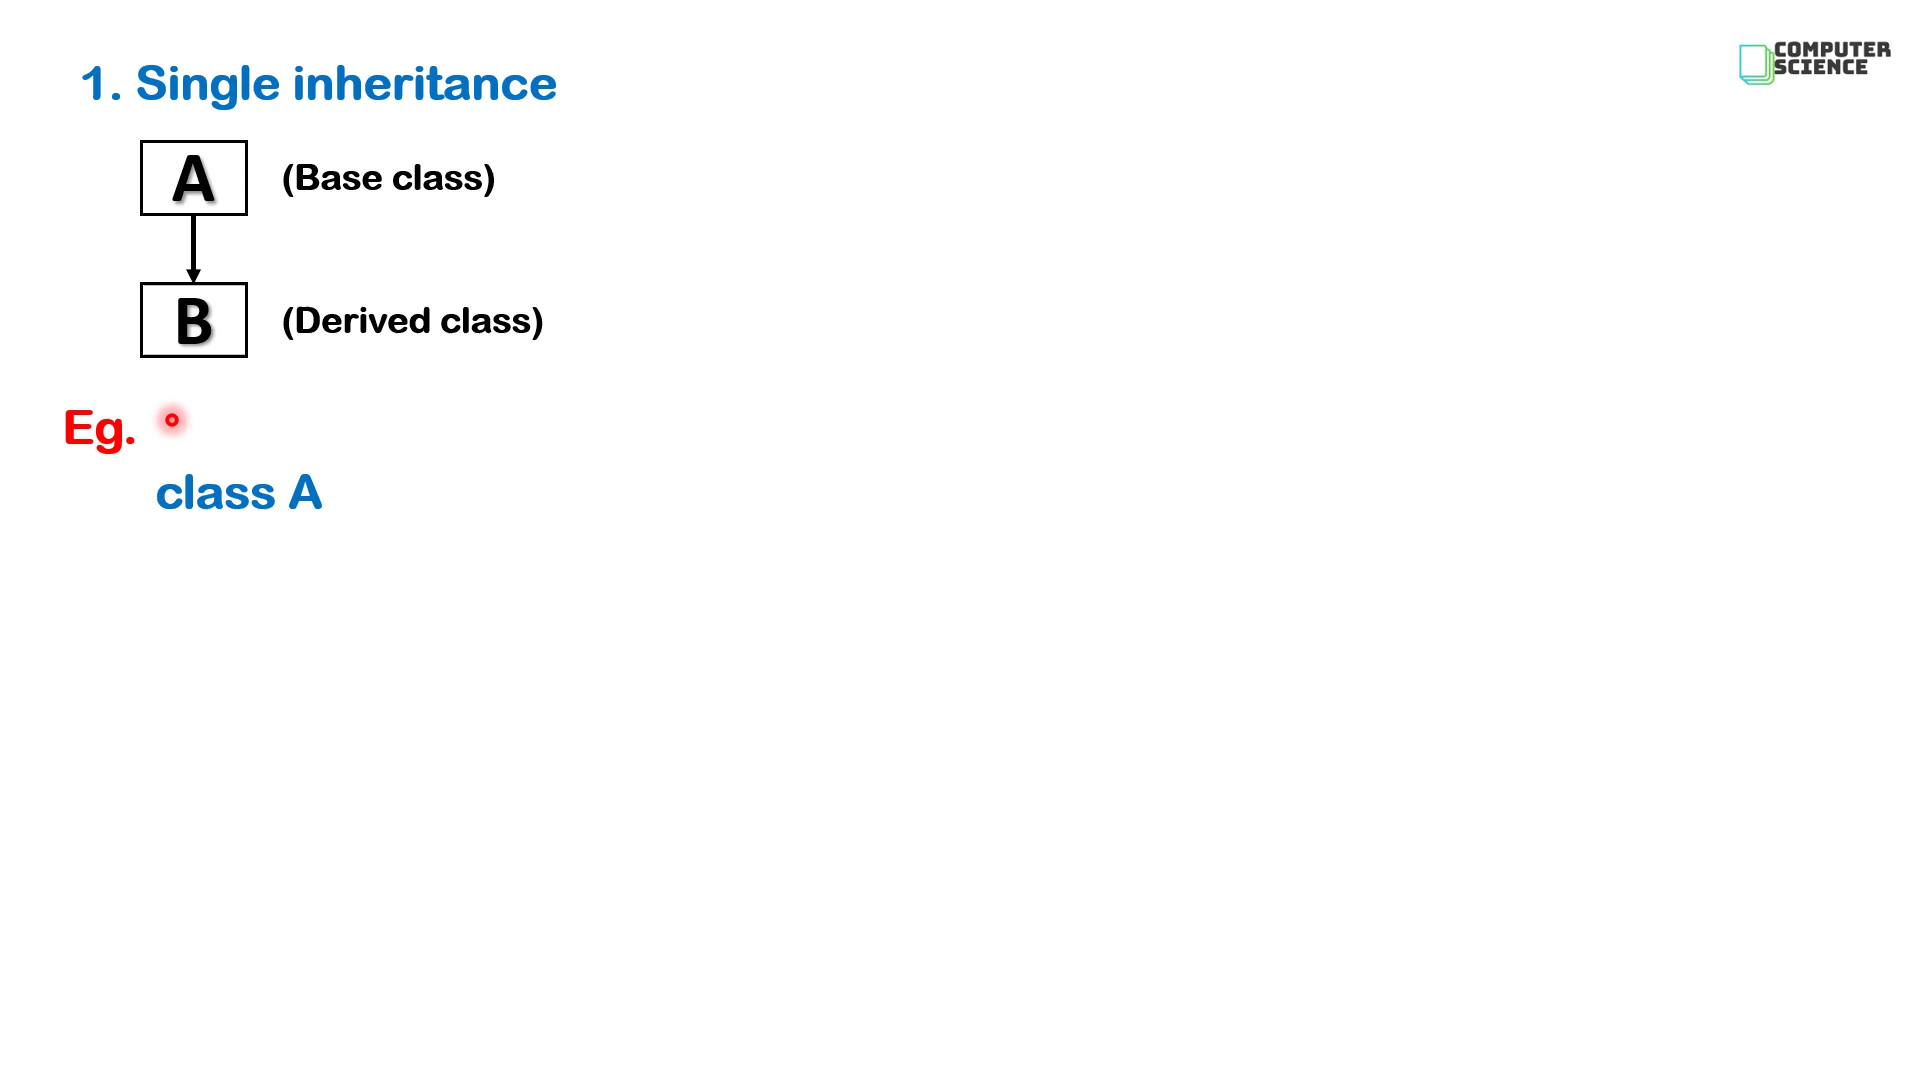 COMPUTER
SCIENCE
1. Single inheritance
A (Base class)
B (Derived class)
Eg.
class A